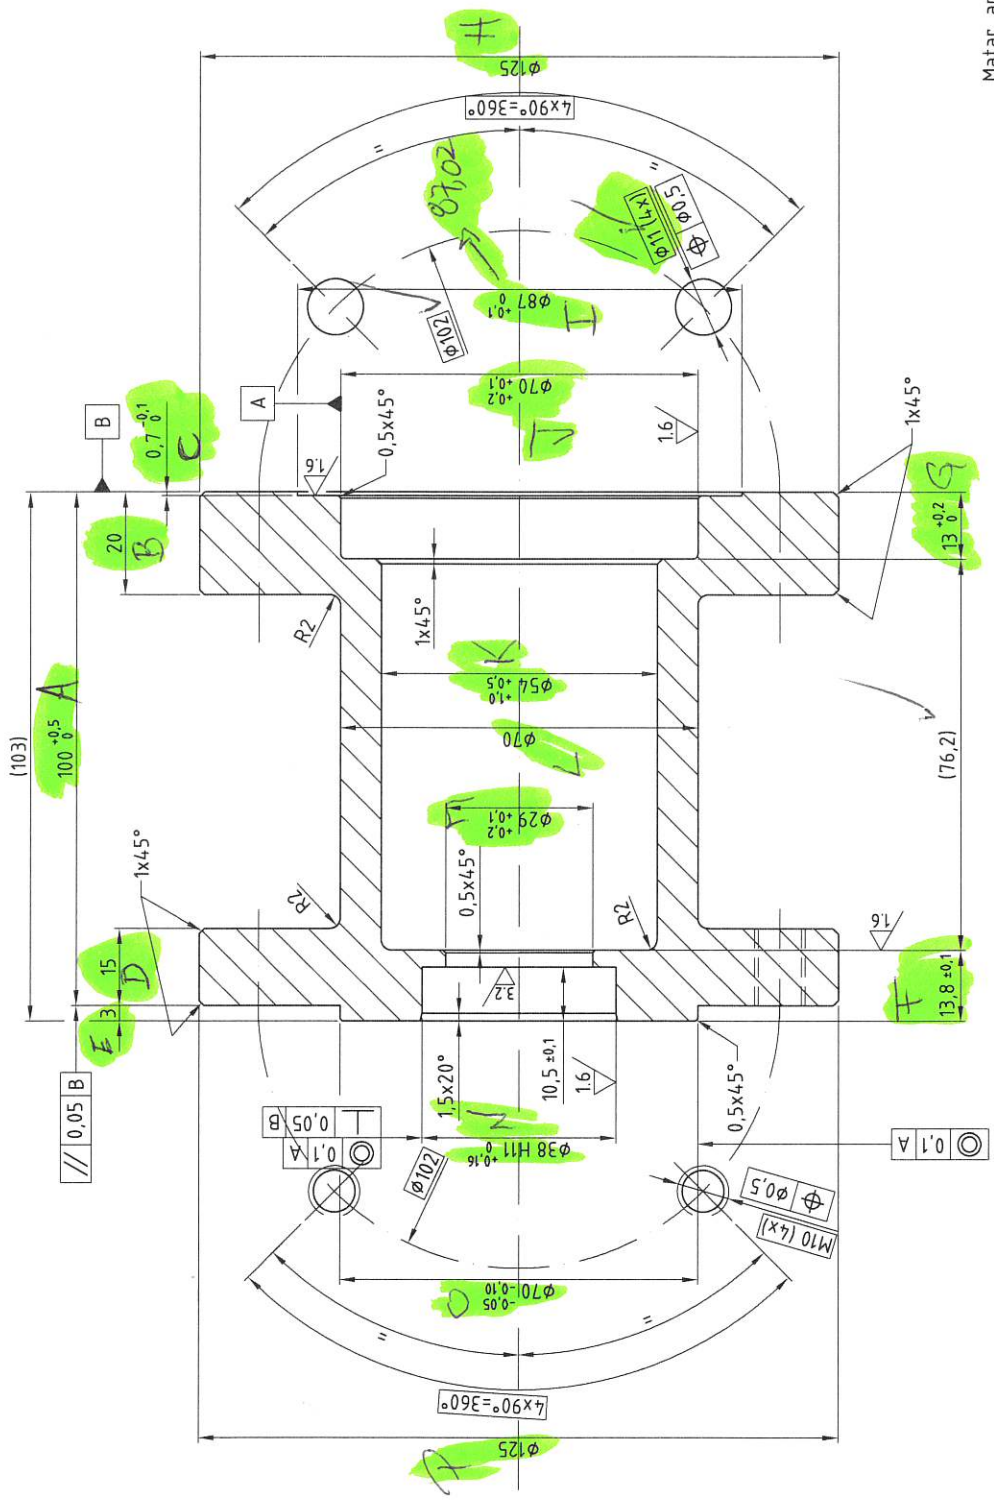 H
Ø125
4x90°=360°
=
=
87,02
Ø11 (4x)
⌖ Ø0,5
Ø87 +0,1 0
I
Ø102
Ø70 +0,2 +0,1
J
A
B
0,7 -0,1 0
C
1.6
0,5x45°
1.6
1x45°
20
B
13 +0,2 0
G
R2
1x45°
(103)
100 +0,5 0
A
K
Ø54 +1,0 +0,5
Ø70
L
(76,2)
M
Ø29 +0,2 +0,1
1x45°
0,5x45°
R2
R2
15
D
3
E
3.2
1.6
F
13,8 ±0,1
// 0,05 B
1,5x20°
10,5 ±0,1
1.6
0,5x45°
⊥ 0,05 B
◎ 0,1 A
N
Ø38 H11 +0,16 0
◎ 0,1 A
Ø102
⌖ Ø0,5
M10 (4x)
O
Ø70 -0,05 -0,10
=
=
4x90°=360°
P
Ø125